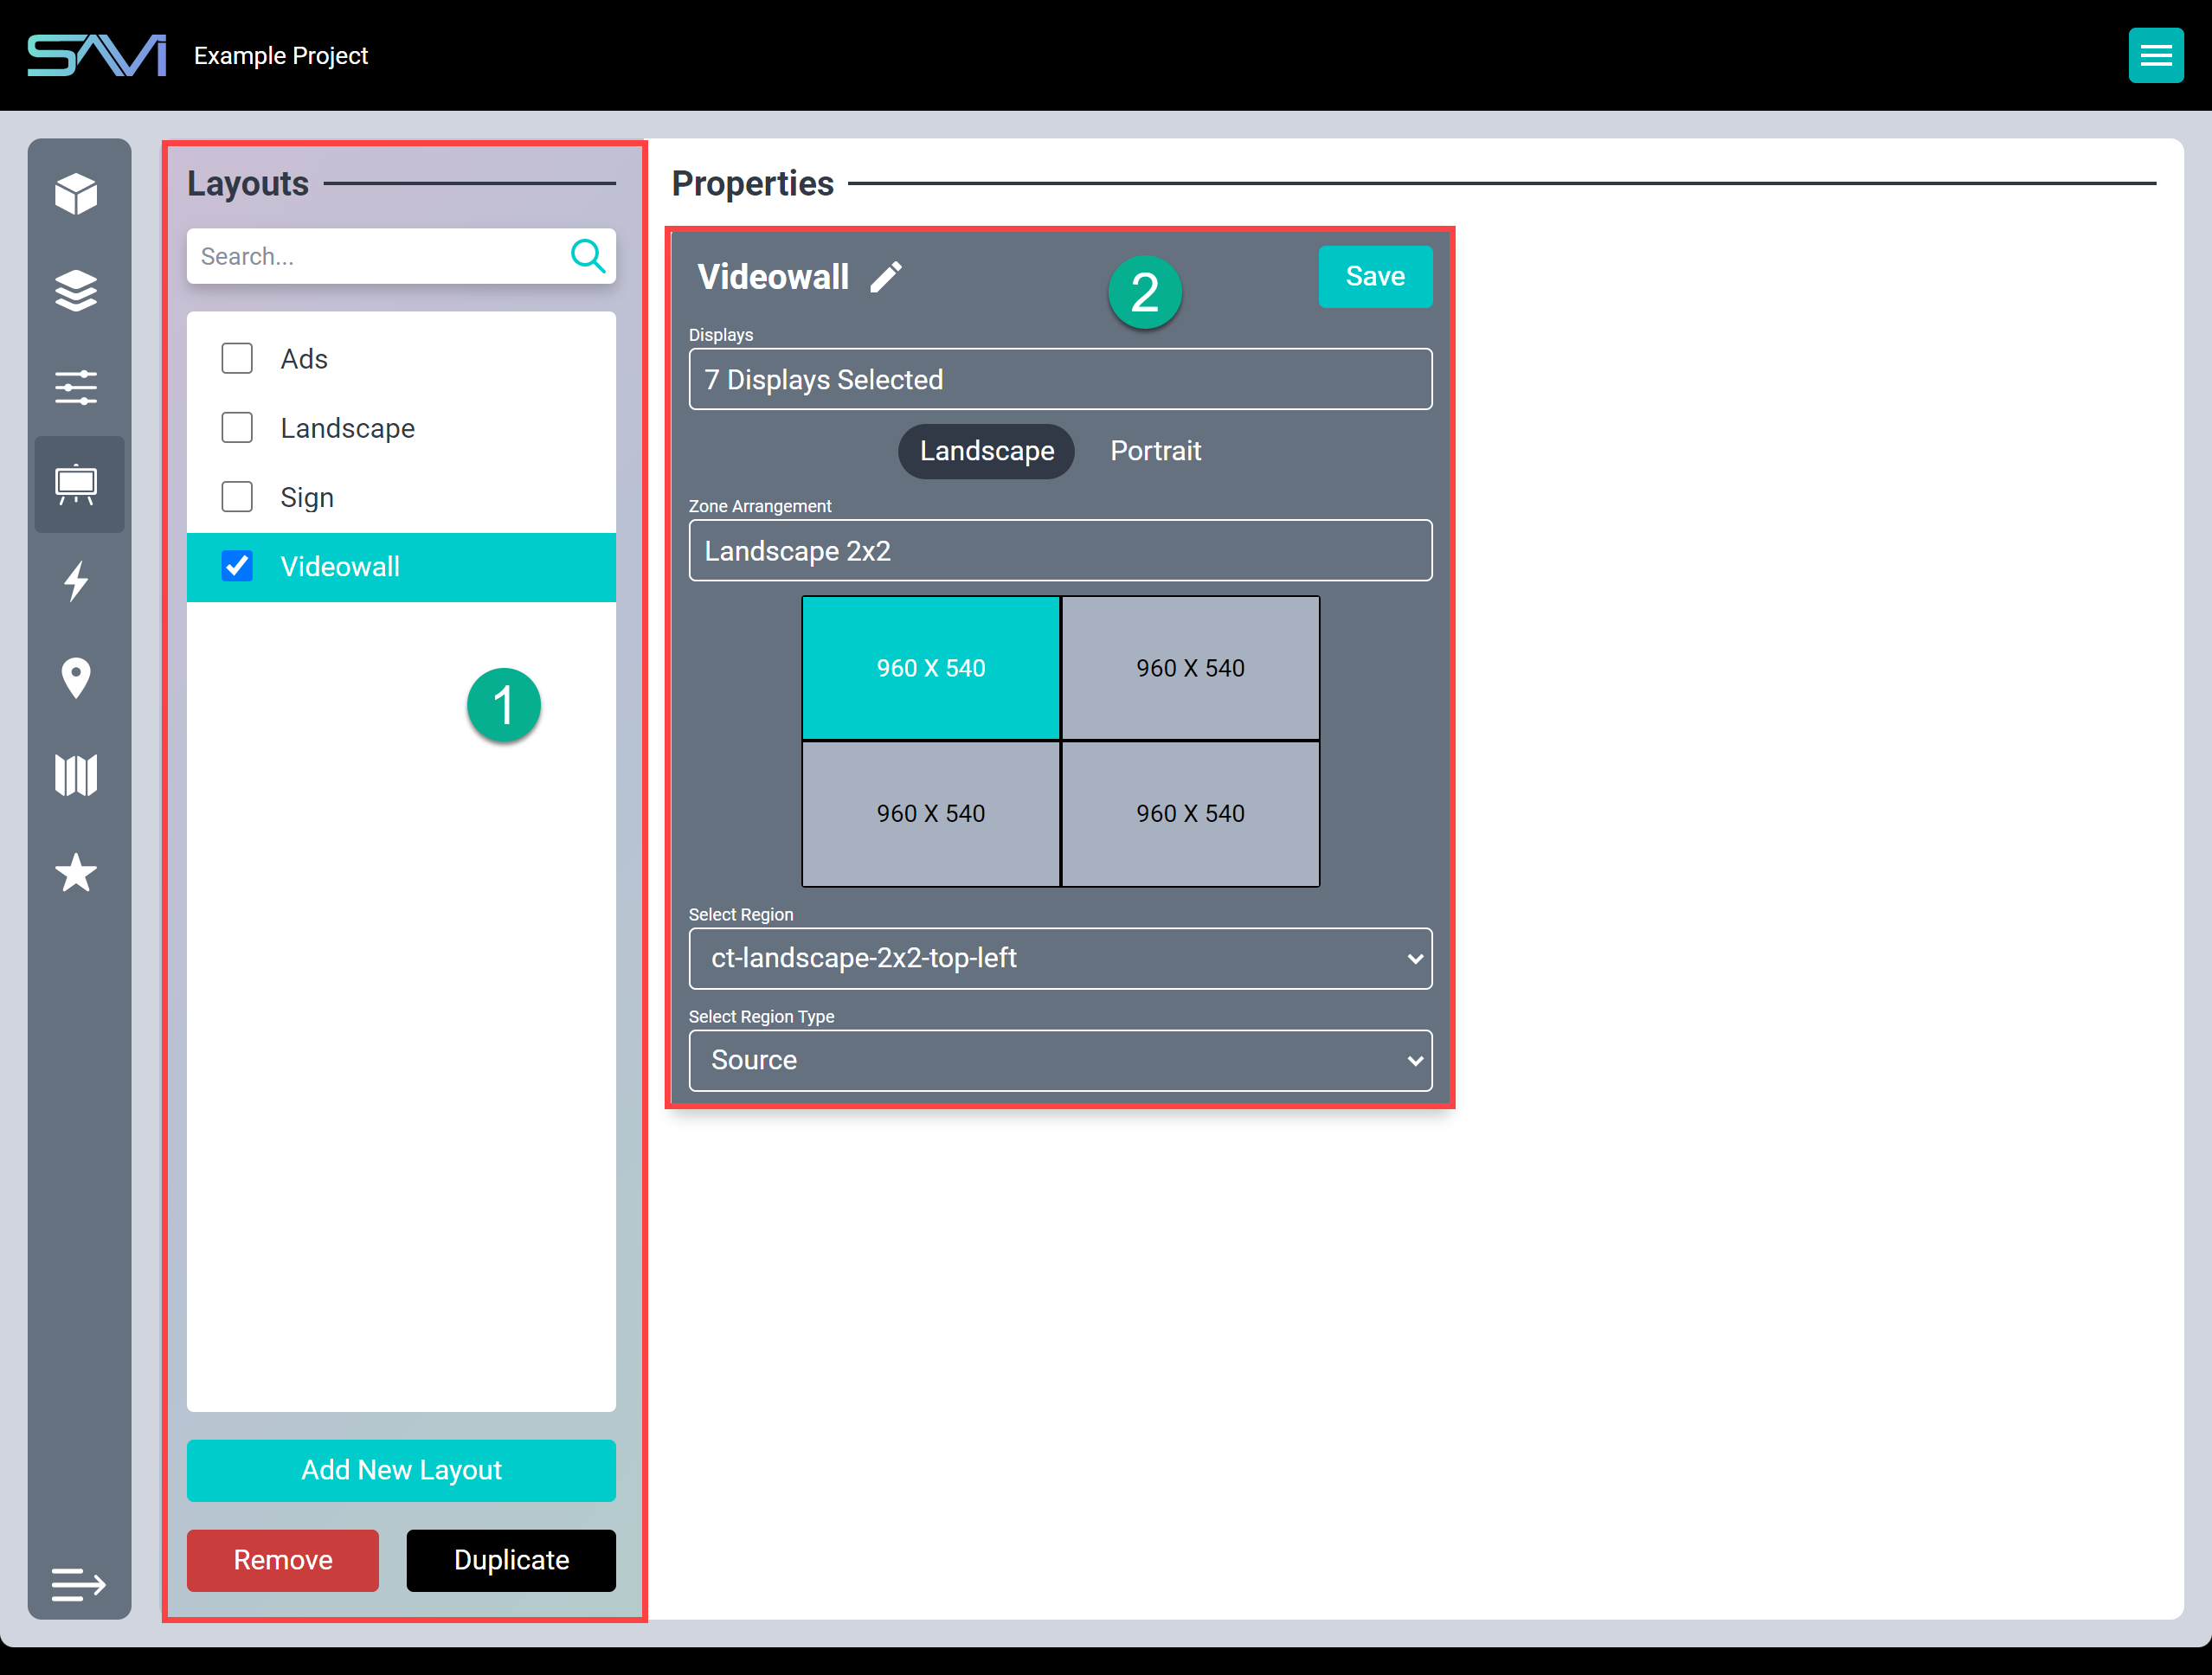 SAVI Example Project
Layouts
Search...
Ads
Landscape
Sign
Videowall
1
Add New Layout
Remove Duplicate
Properties
Videowall 2 Save
Displays
7 Displays Selected
Landscape Portrait
Zone Arrangement
Landscape 2x2
960 X 540 960 X 540
960 X 540 960 X 540
Select Region
ct-landscape-2x2-top-left
Select Region Type
Source